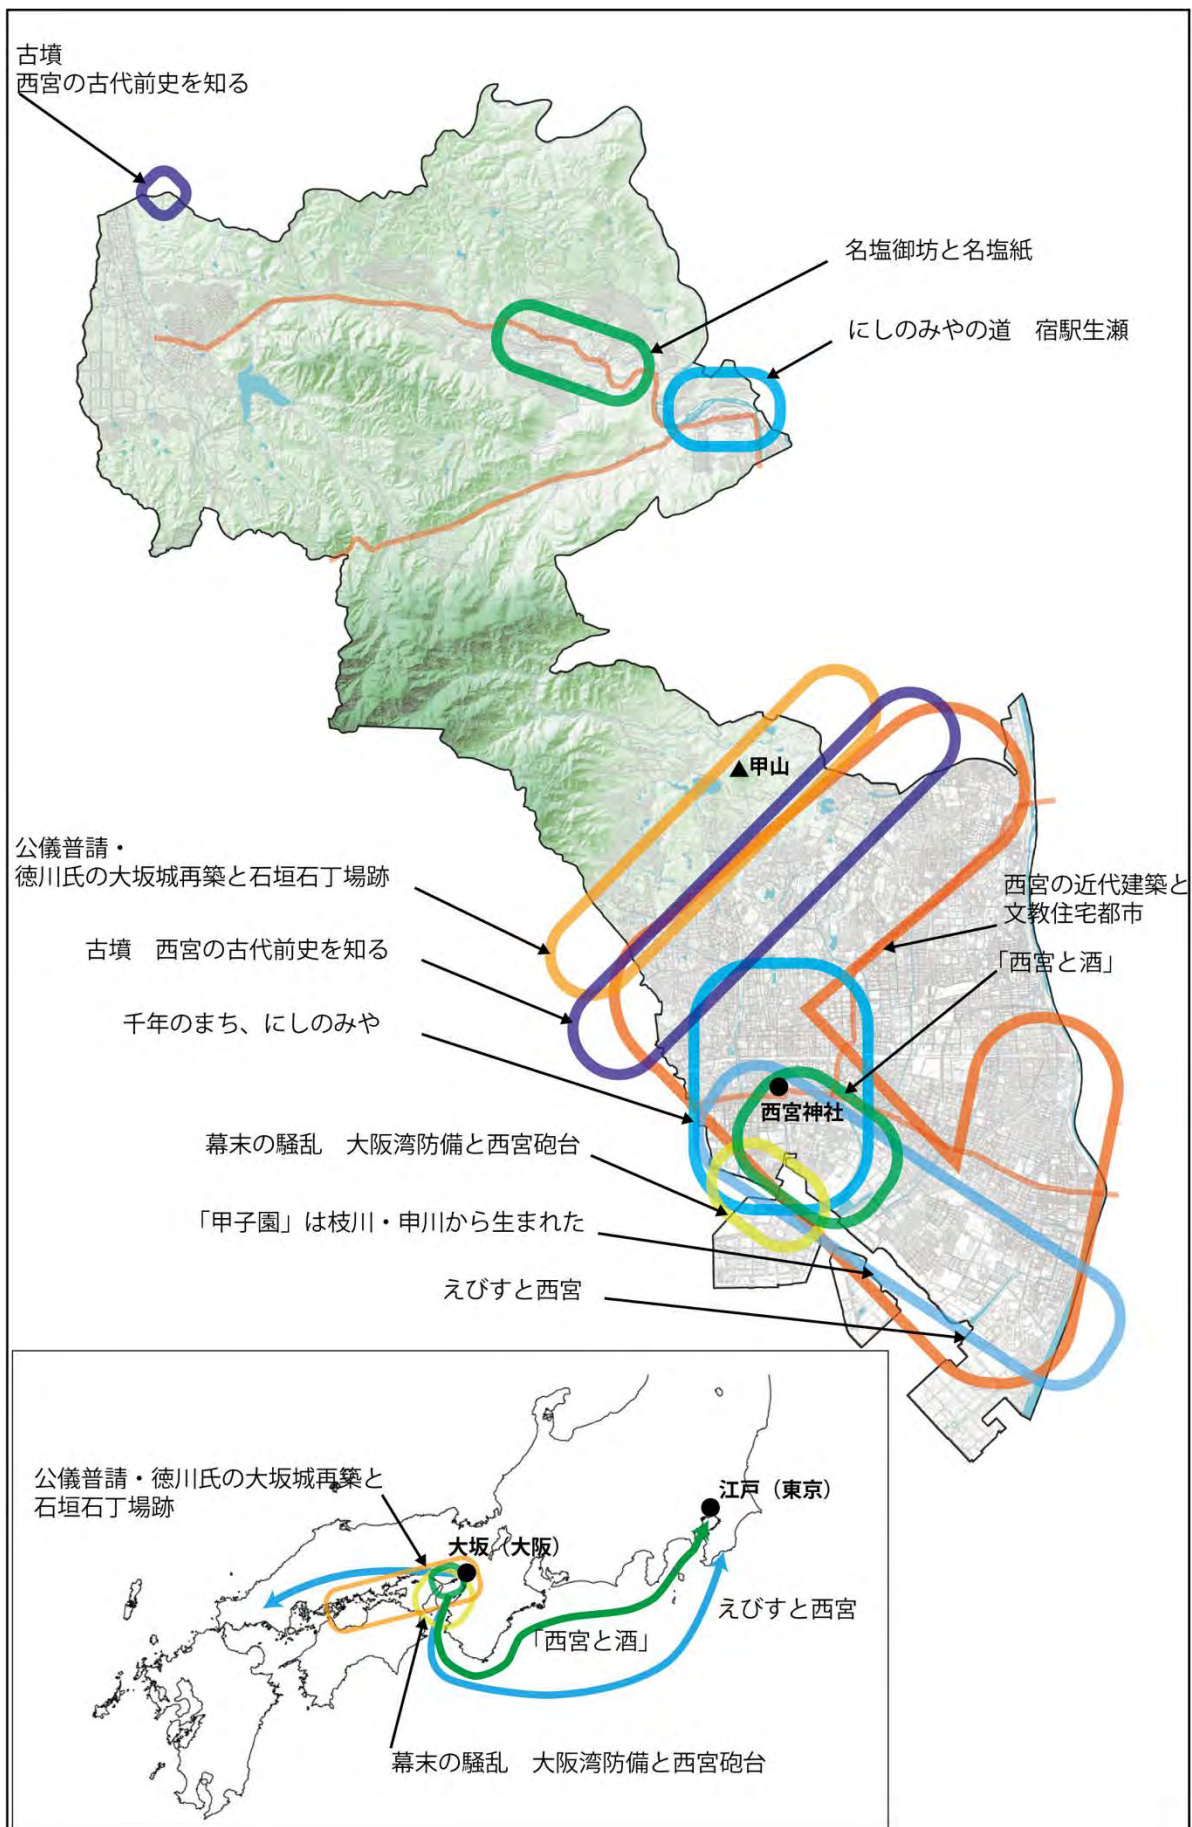 古墳
西宮の古代前史を知る
名塩御坊と名塩紙
にしのみやの道　宿駅生瀬
▲甲山
公儀普請・
徳川氏の大坂城再築と石垣石丁場跡
西宮の近代建築と
文教住宅都市
古墳　西宮の古代前史を知る
「西宮と酒」
千年のまち、にしのみや
西宮神社
幕末の騒乱　大阪湾防備と西宮砲台
「甲子園」は枝川・申川から生まれた
えびすと西宮
公儀普請・徳川氏の大坂城再築と
石垣石丁場跡
江戸（東京）
大坂（大阪）
えびすと西宮
「西宮と酒」
幕末の騒乱　大阪湾防備と西宮砲台